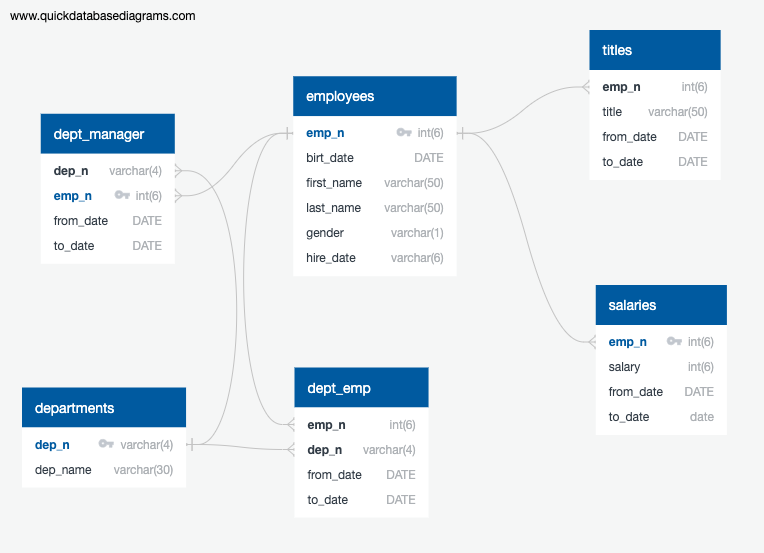 www.quickdatabasediagrams.com
titles
emp_n int(6)
title varchar(50)
from_date DATE
to_date DATE
employees
emp_n int(6)
birt_date DATE
first_name varchar(50)
last_name varchar(50)
gender varchar(1)
hire_date varchar(6)
dept_manager
dep_n varchar(4)
emp_n int(6)
from_date DATE
to_date DATE
salaries
emp_n int(6)
salary int(6)
from_date DATE
to_date date
dept_emp
emp_n int(6)
dep_n varchar(4)
from_date DATE
to_date DATE
departments
dep_n varchar(4)
dep_name varchar(30)